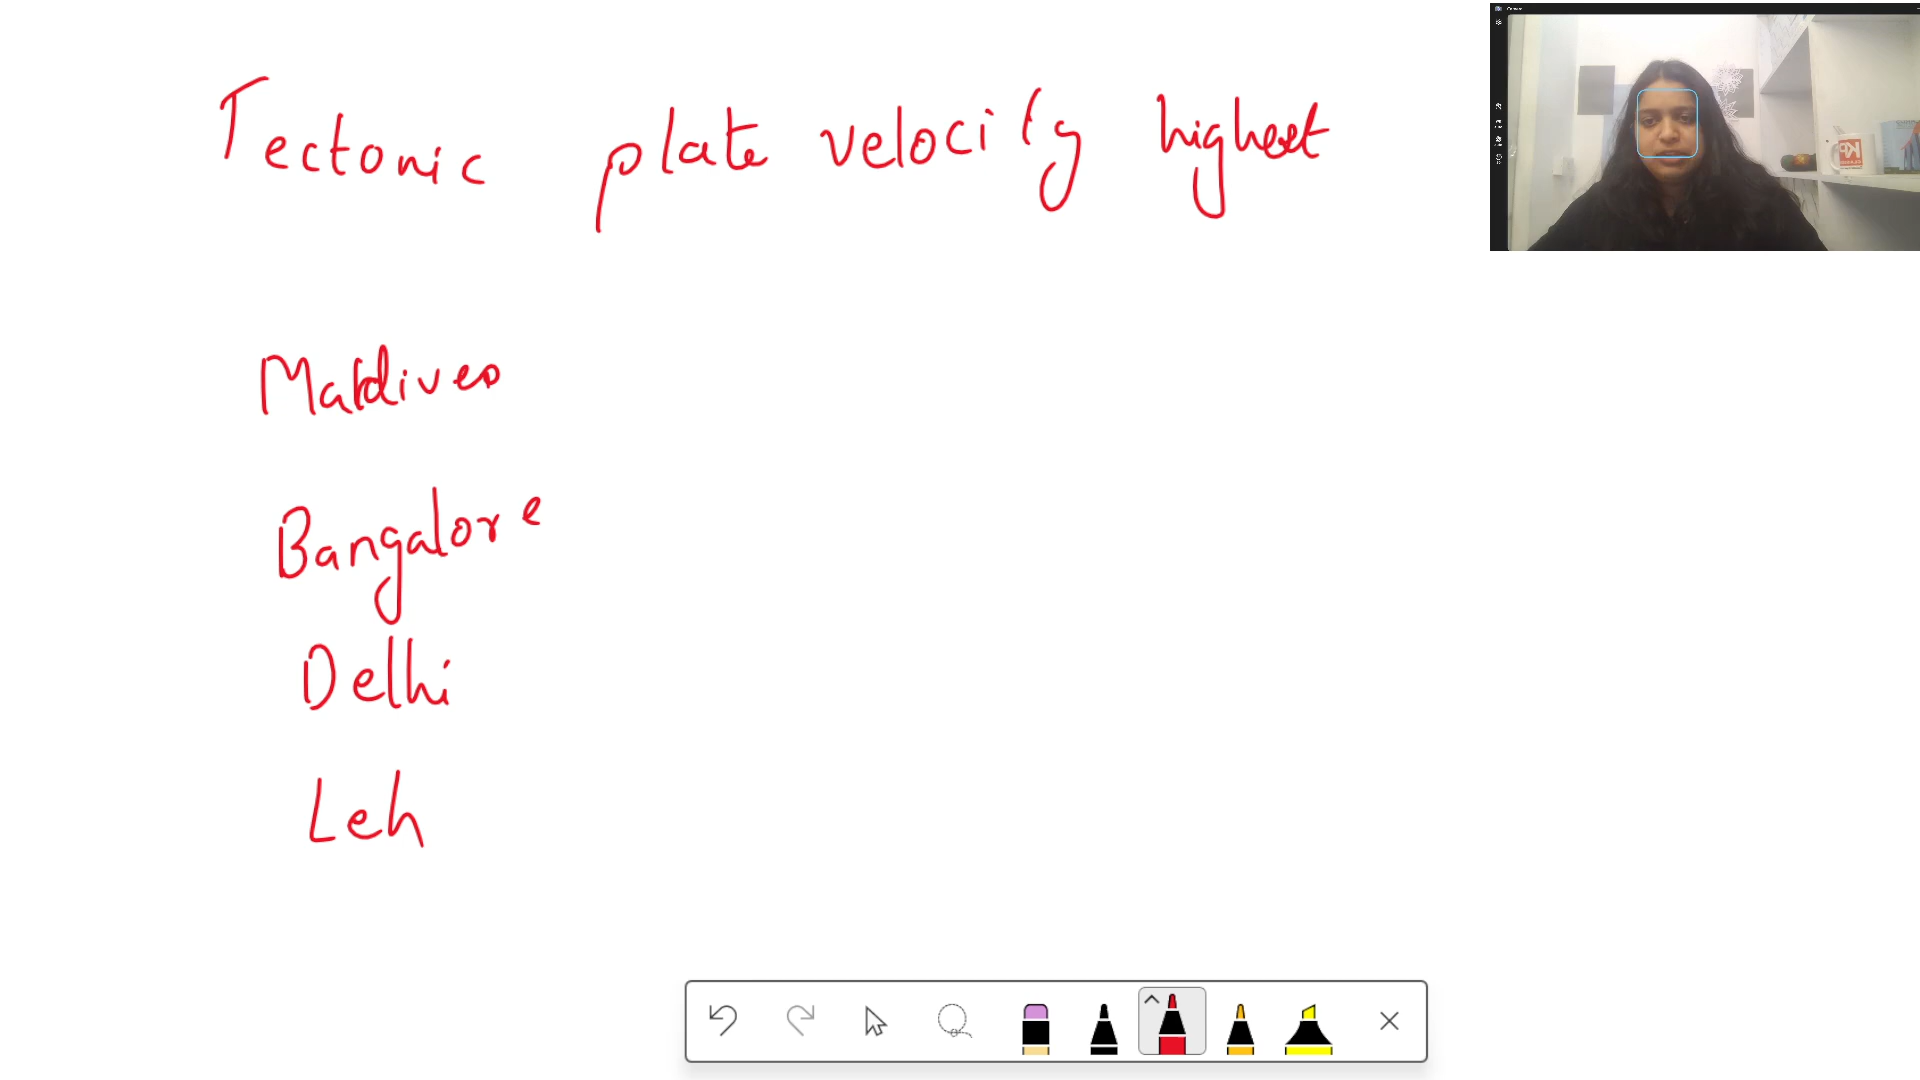 Tectonic plate velocity highest
Maldives
Bangalore
Delhi
Leh